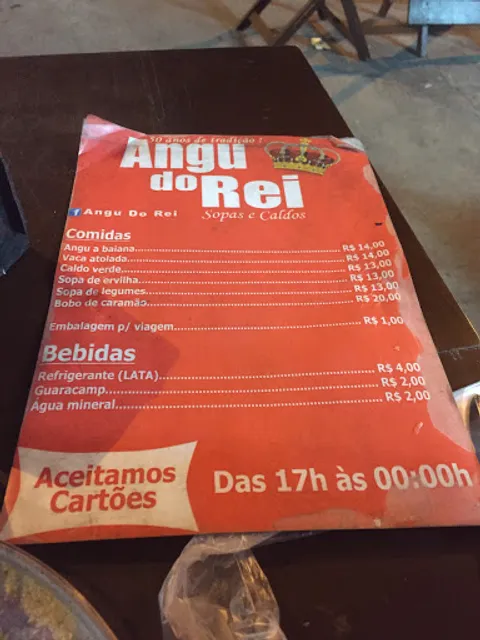 50 anos de tradição !
Angu
do Rei
Angu Do Rei
Sopas e Caldos
Comidas
Angu a baiana........R$ 14,00
Vaca atolada........R$ 14,00
Caldo verde........R$ 13,00
Sopa de ervilha........R$ 13,00
Sopa de legumes........R$ 13,00
Bobo de caramão........R$ 20,00
Embalagem p/ viagem........R$ 1,00
Bebidas
Refrigerante (LATA)........R$ 4,00
Guaracamp........R$ 2,00
Água mineral........R$ 2,00
Aceitamos
Cartões
Das 17h às 00:00h